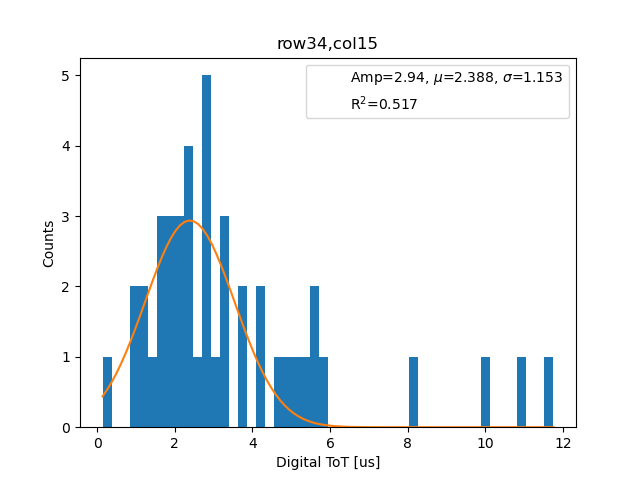 row34,col15
Amp=2.94, μ=2.388, σ=1.153
R²=0.517
Counts
5
4
3
2
1
0
0 2 4 6 8 10 12
Digital ToT [us]